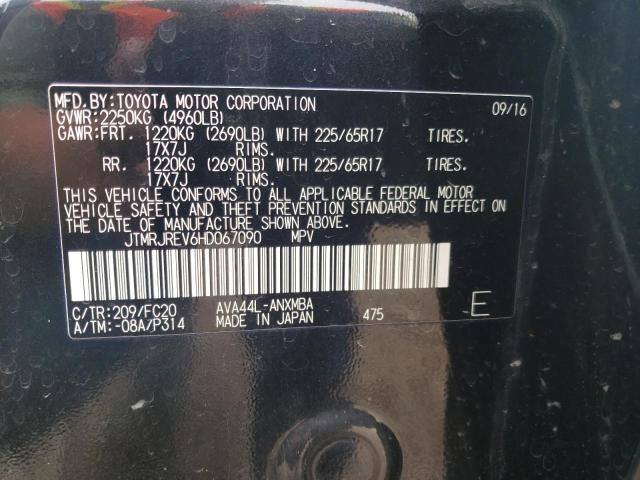 MFD.BY:TOYOTA MOTOR CORPORATION 09/16
GVWR:2250KG (4960LB)
GAWR:FRT. 1220KG (2690LB) WITH 225/65R17 TIRES.
17X7J RIMS.
RR. 1220KG (2690LB) WITH 225/65R17 TIRES.
17X7J RIMS.
THIS VEHICLE CONFORMS TO ALL APPLICABLE FEDERAL MOTOR
VEHICLE SAFETY AND THEFT PREVENTION STANDARDS IN EFFECT ON
THE DATE OF MANUFACTURE SHOWN ABOVE.
JTMRJREV6HD067090 MPV
C/TR:209/FC20 AVA44L-ANXMBA
A/TM:-08A/P314 MADE IN JAPAN 475 E